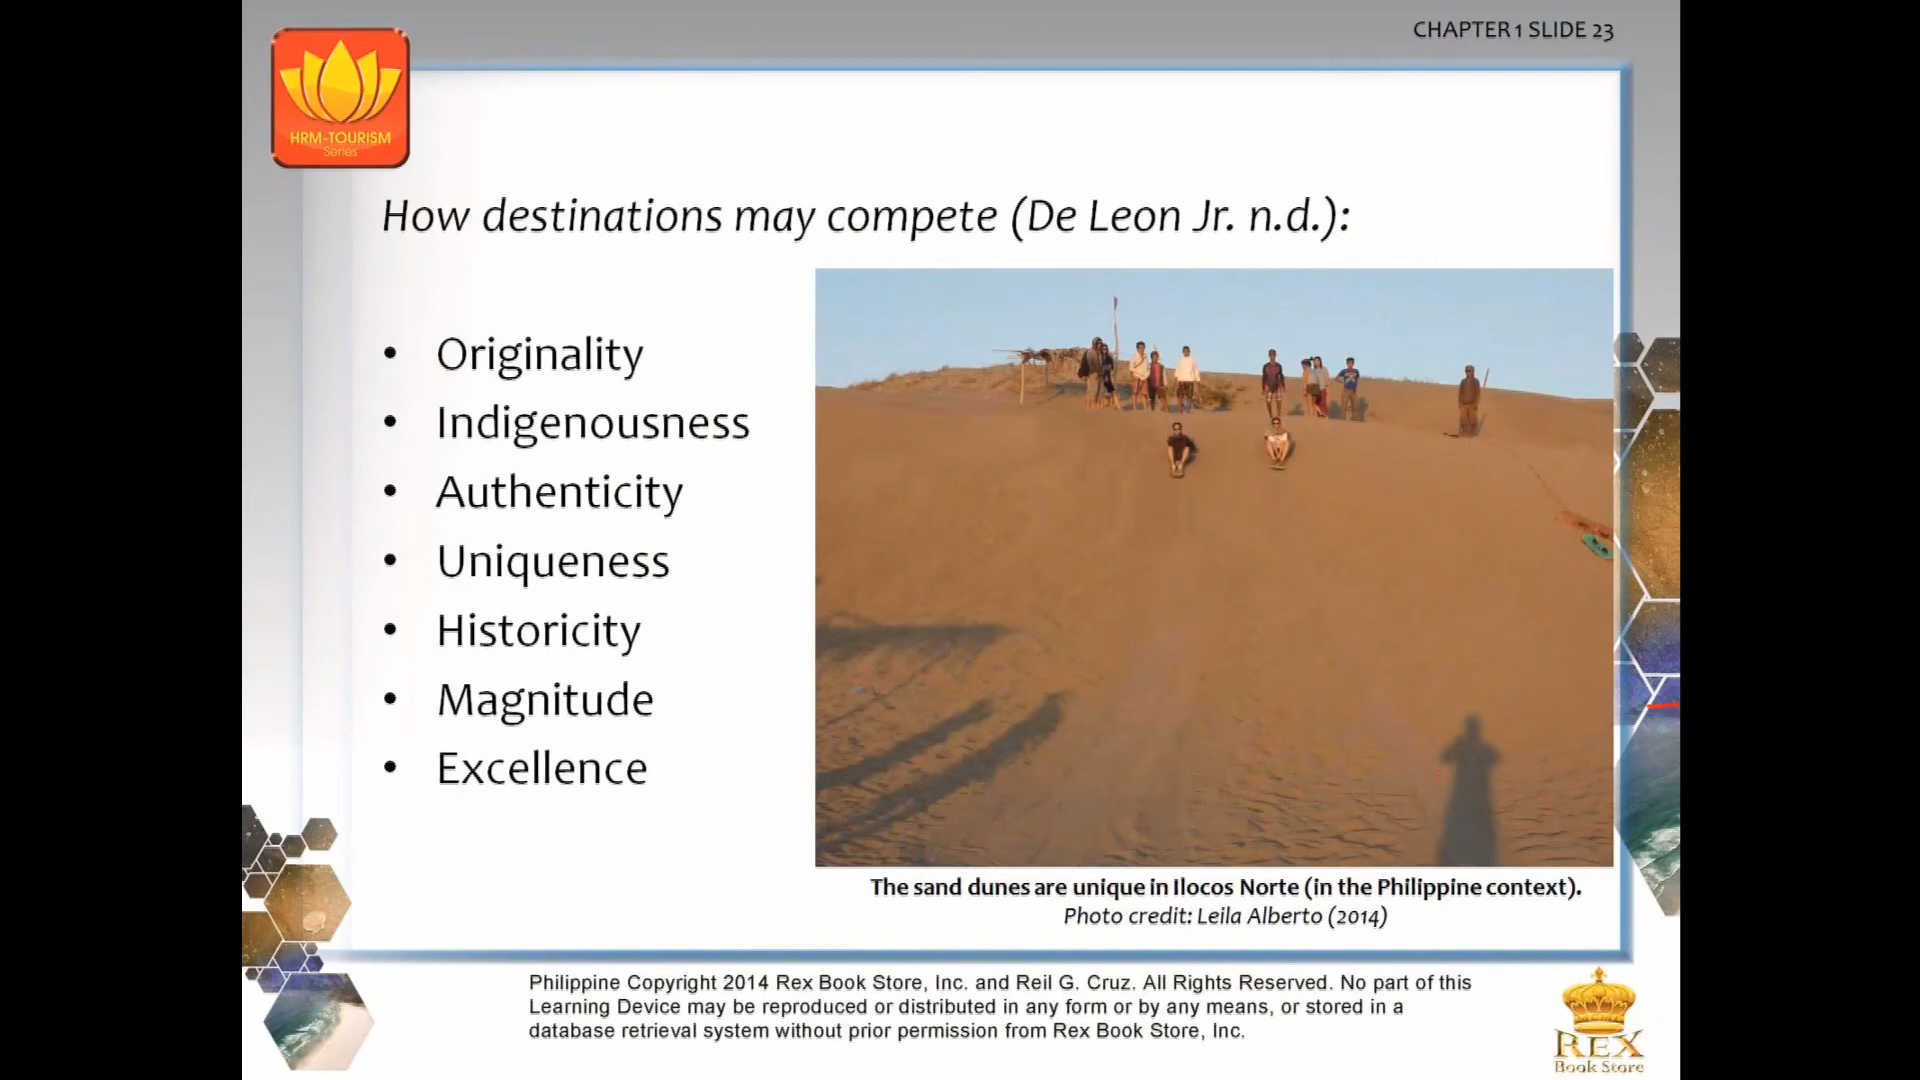 CHAPTER 1 SLIDE 23
HRM-TOURISM
Series
How destinations may compete (De Leon Jr. n.d.):
• Originality
• Indigenousness
• Authenticity
• Uniqueness
• Historicity
• Magnitude
• Excellence
The sand dunes are unique in Ilocos Norte (in the Philippine context).
Photo credit: Leila Alberto (2014)
Philippine Copyright 2014 Rex Book Store, Inc. and Reil G. Cruz. All Rights Reserved. No part of this
Learning Device may be reproduced or distributed in any form or by any means, or stored in a
database retrieval system without prior permission from Rex Book Store, Inc.
REX
Book Store